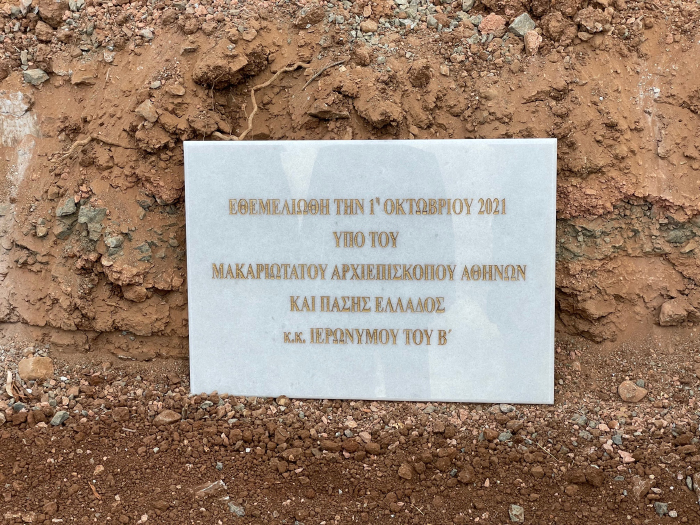 ΕΘΕΜΕΛΙΩΘΗ ΤΗΝ 1η ΟΚΤΩΒΡΙΟΥ 2021
ΥΠΟ ΤΟΥ
ΜΑΚΑΡΙΩΤΑΤΟΥ ΑΡΧΙΕΠΙΣΚΟΠΟΥ ΑΘΗΝΩΝ
ΚΑΙ ΠΑΣΗΣ ΕΛΛΑΔΟΣ
κ.κ. ΙΕΡΩΝΥΜΟΥ ΤΟΥ Β΄